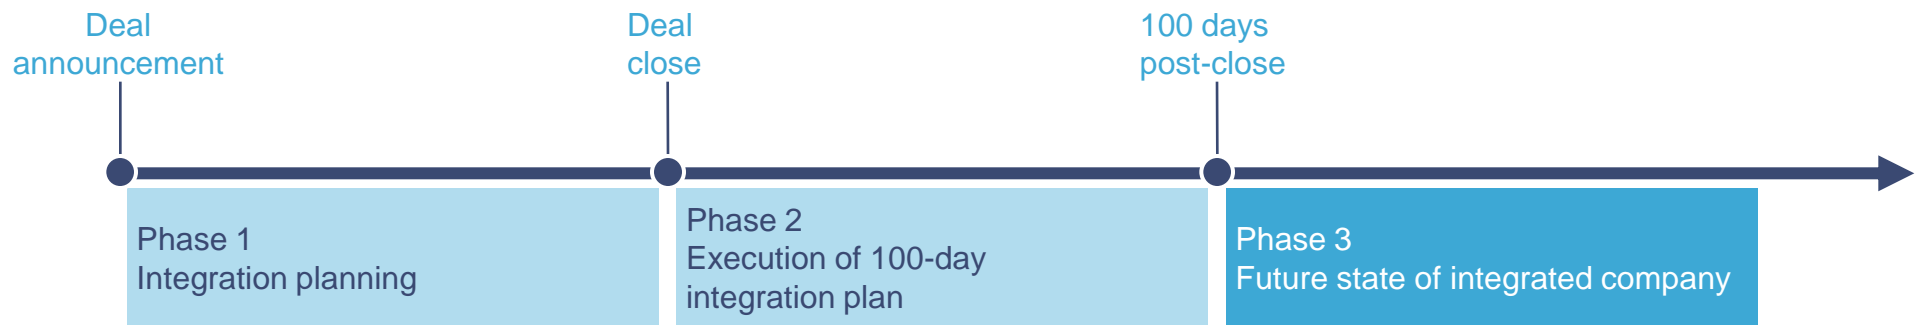 Deal
announcement
Deal
close
100 days
post-close
Phase 1
Integration planning
Phase 2
Execution of 100-day
integration plan
Phase 3
Future state of integrated company